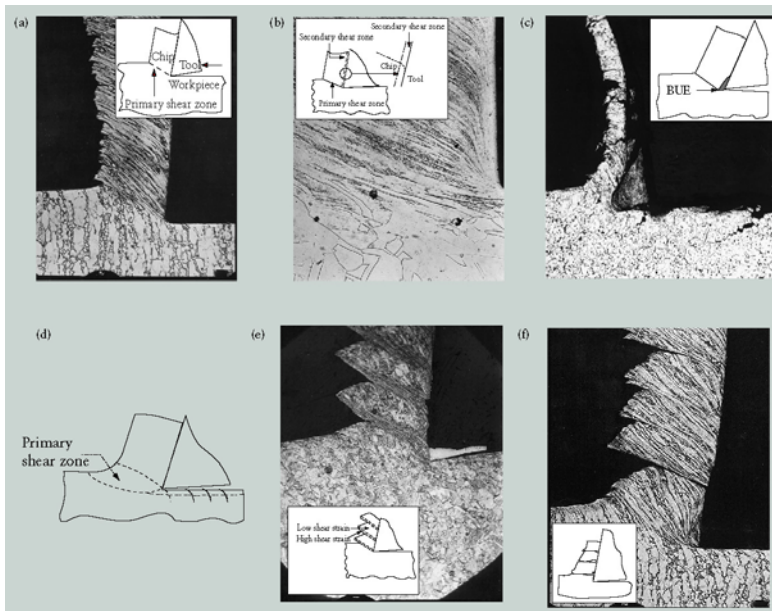 (a)
Chip
Tool
Workpiece
Primary shear zone
(b)
Secondary shear zone
Secondary shear zone
Chip
Tool
Primary shear zone
(c)
BUE
(d)
Primary
shear zone
(e)
Low shear strain
High shear strain
(f)